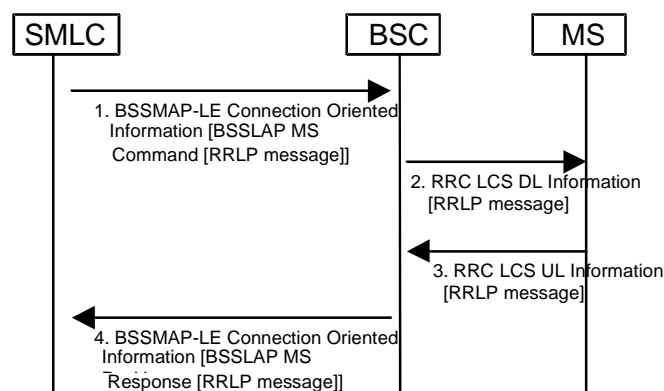 SMLC
BSC
MS
1. BSSMAP-LE Connection Oriented
Information [BSSLAP MS
Command [RRLP message]]
2. RRC LCS DL Information
[RRLP message]
3. RRC LCS UL Information
[RRLP message]
4. BSSMAP-LE Connection Oriented
Information [BSSLAP MS
Response [RRLP message]]